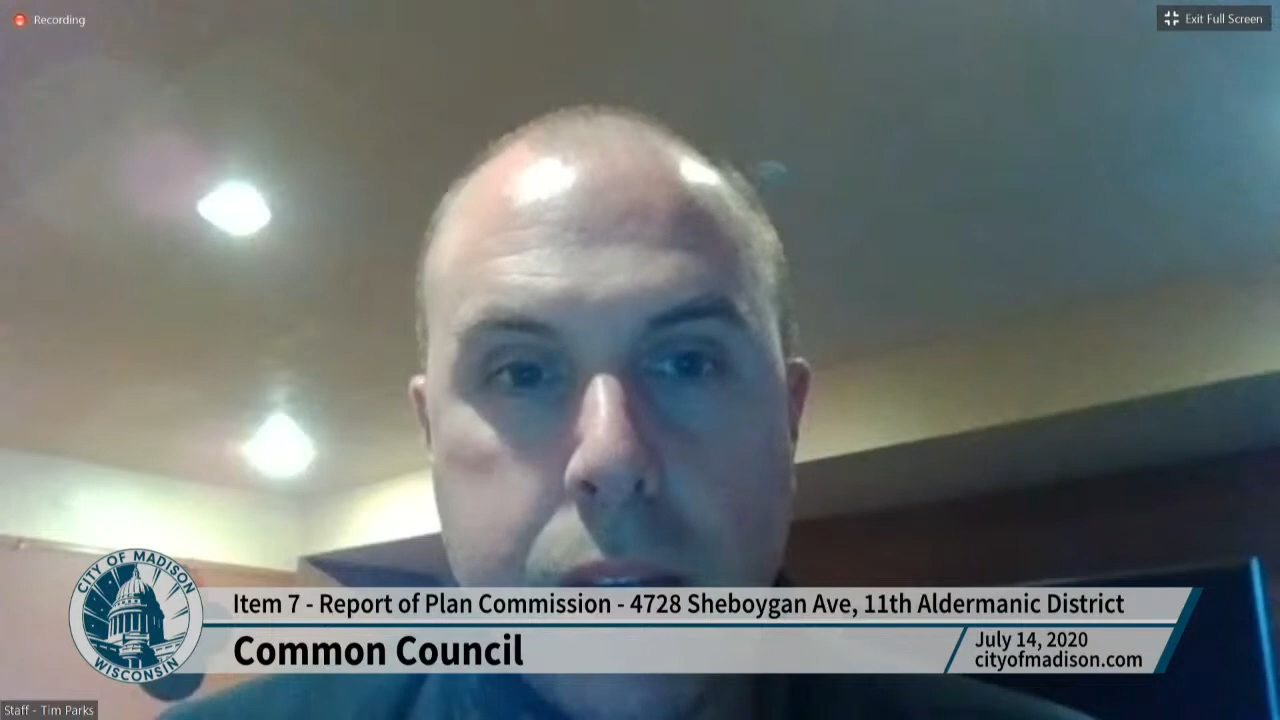 Recording
Exit Full Screen
CITY OF MADISON
WISCONSIN
Item 7 - Report of Plan Commission - 4728 Sheboygan Ave, 11th Aldermanic District
Common Council
July 14, 2020
cityofmadison.com
Staff - Tim Parks